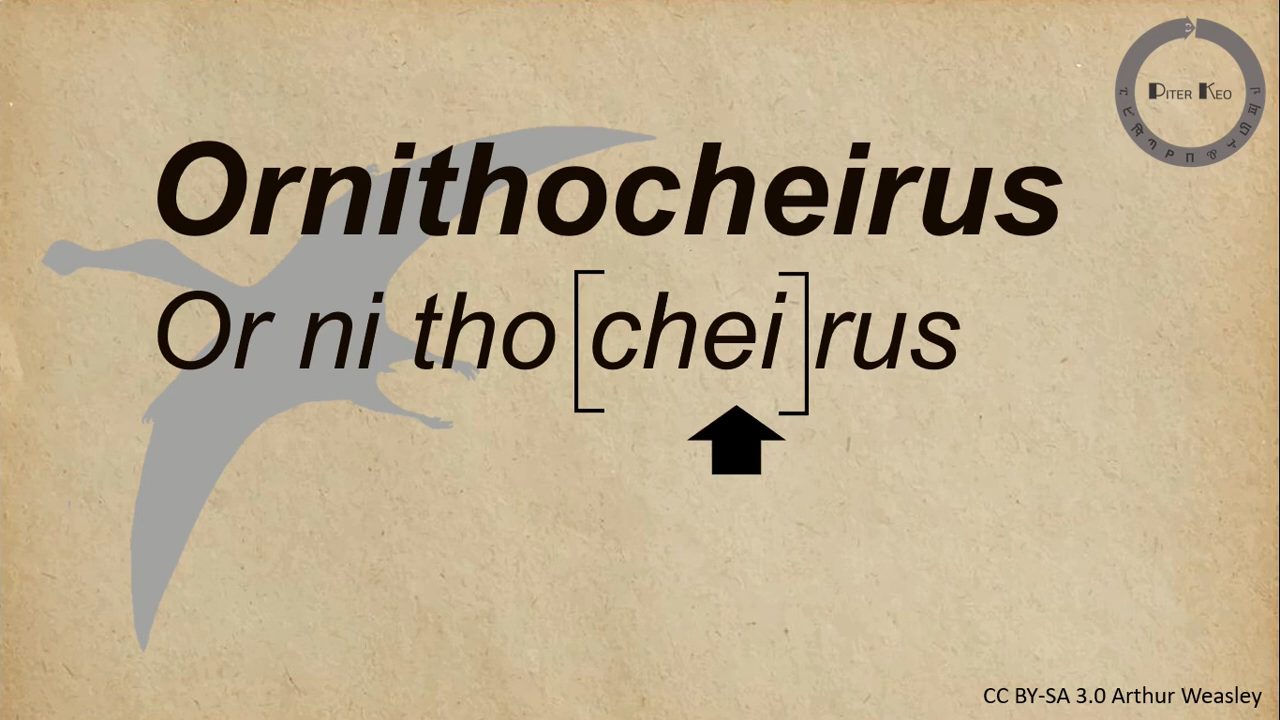 Piter Keo
Ornithocheirus
Or ni tho [chei] rus
CC BY-SA 3.0 Arthur Weasley